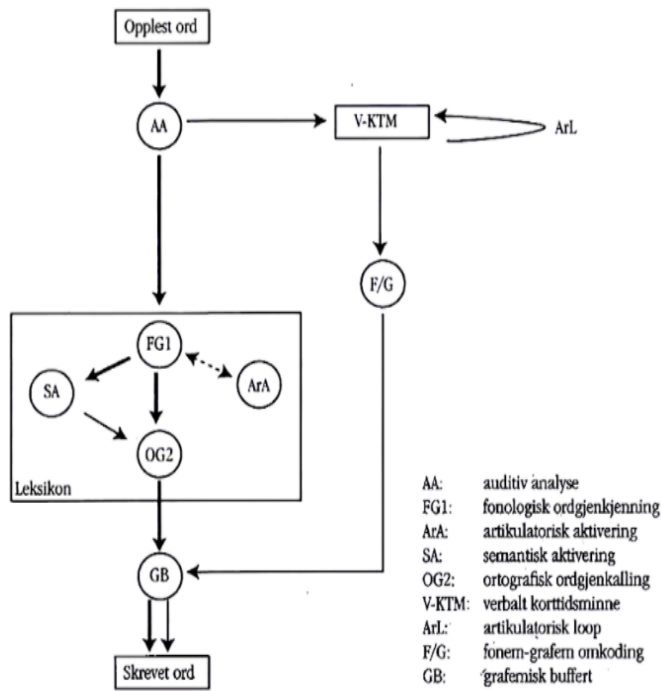 Opplest ord
AA
V-KTM
ArL
F/G
FG1
SA
ArA
OG2
Leksikon
GB
Skrevet ord
AA: auditiv analyse
FG1: fonologisk ordgjenkjenning
ArA: artikulatorisk aktivering
SA: semantisk aktivering
OG2: ortografisk ordgjenkalling
V-KTM: verbalt korttidsminne
ArL: artikulatorisk loop
F/G: fonem-grafem omkoding
GB: grafemisk buffert